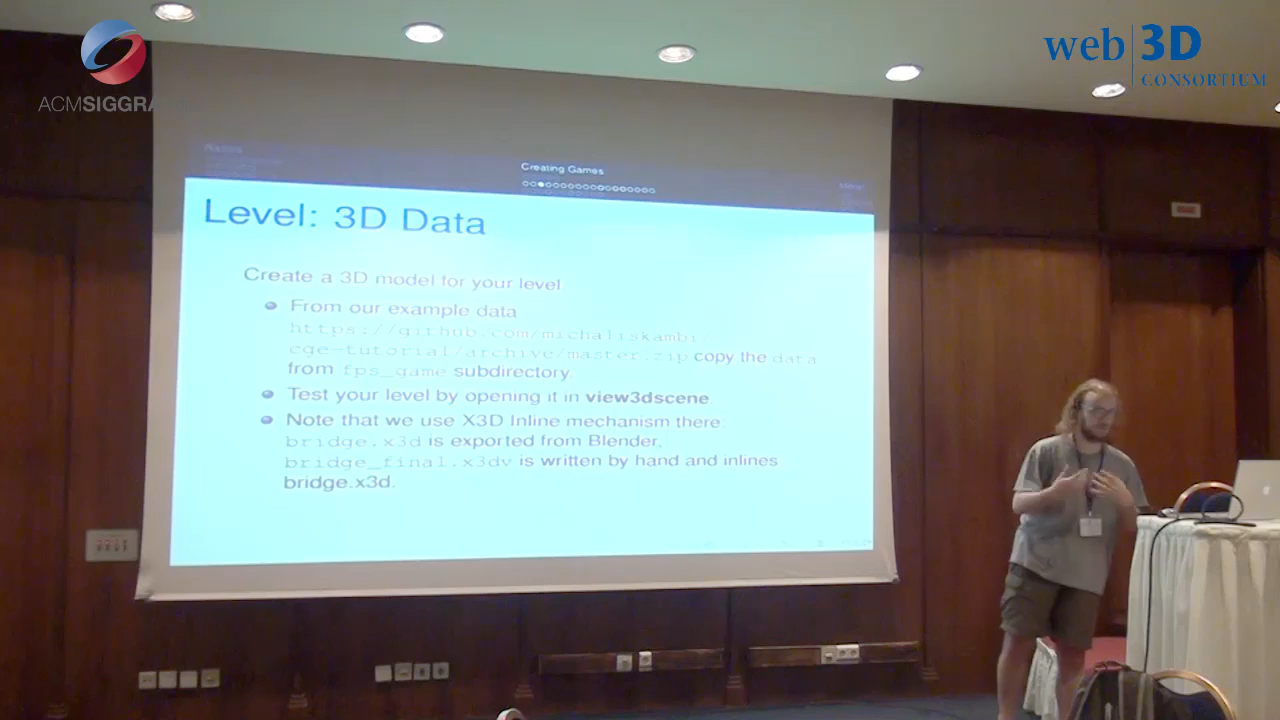 ACMSIGGRA
web 3D
CONSORTIUM
Creating Games
Level: 3D Data
Create a 3D model for your level
From our example data
https://github.com/michaliskambi/
cge-tutorial/archive/master.zip copy the data
from fps_game subdirectory.
Test your level by opening it in view3dscene
Note that we use X3D Inline mechanism there:
bridge.x3d is exported from Blender,
bridge_final.x3dv is written by hand and inlines
bridge.x3d.